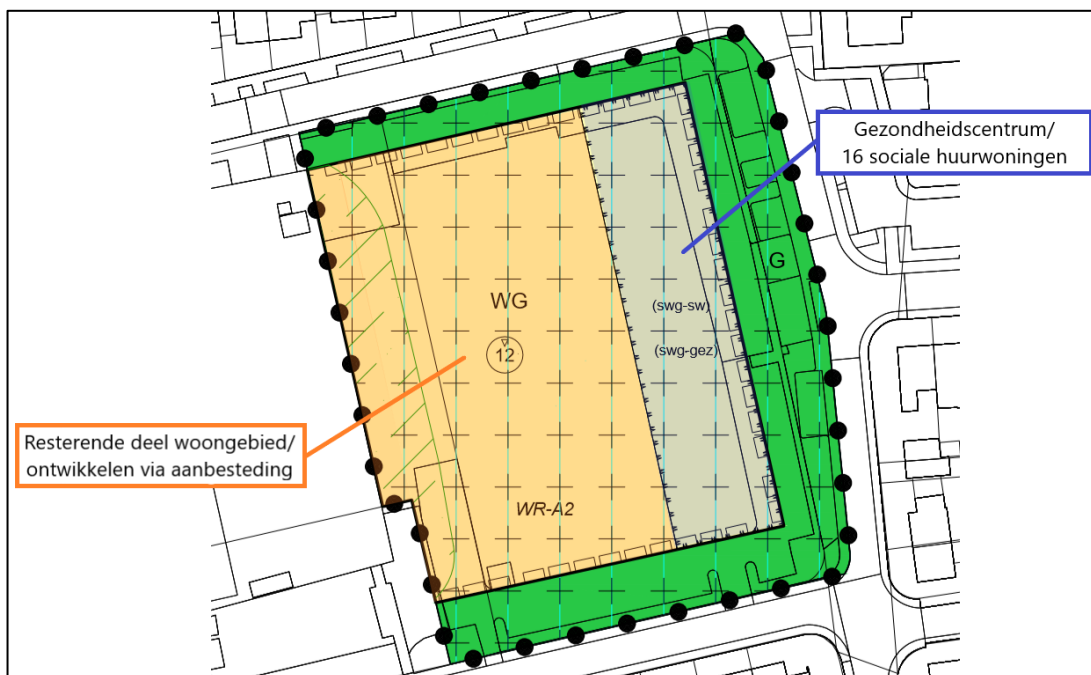 Gezondheidscentrum/
16 sociale huurwoningen
G
WG
(swg-sw)
(swg-gez)
12
Resterende deel woongebied/
ontwikkelen via aanbesteding
WR-A2